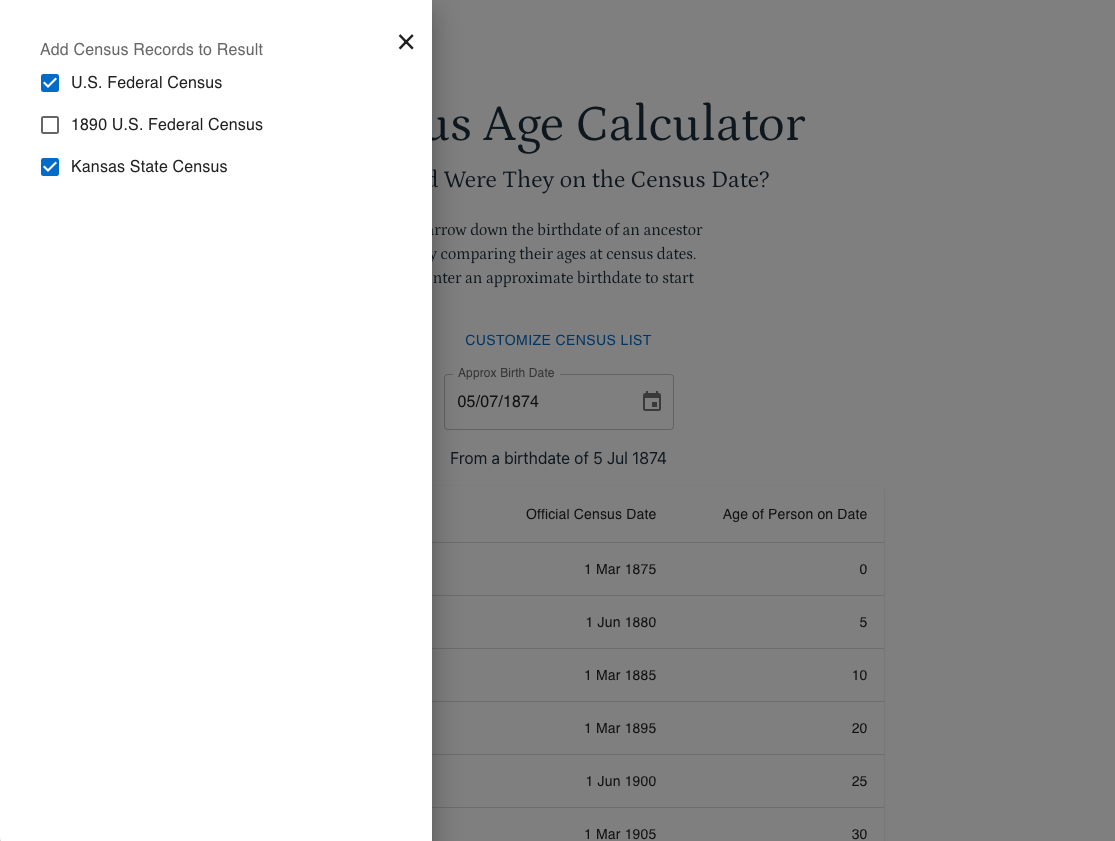 Add Census Records to Result
U.S. Federal Census
1890 U.S. Federal Census
Kansas State Census
us Age Calculator
d Were They on the Census Date?
arrow down the birthdate of an ancestor
y comparing their ages at census dates.
nter an approximate birthdate to start
CUSTOMIZE CENSUS LIST
Approx Birth Date
05/07/1874
From a birthdate of 5 Jul 1874
Official Census Date Age of Person on Date
1 Mar 1875 0
1 Jun 1880 5
1 Mar 1885 10
1 Mar 1895 20
1 Jun 1900 25
1 Mar 1905 30